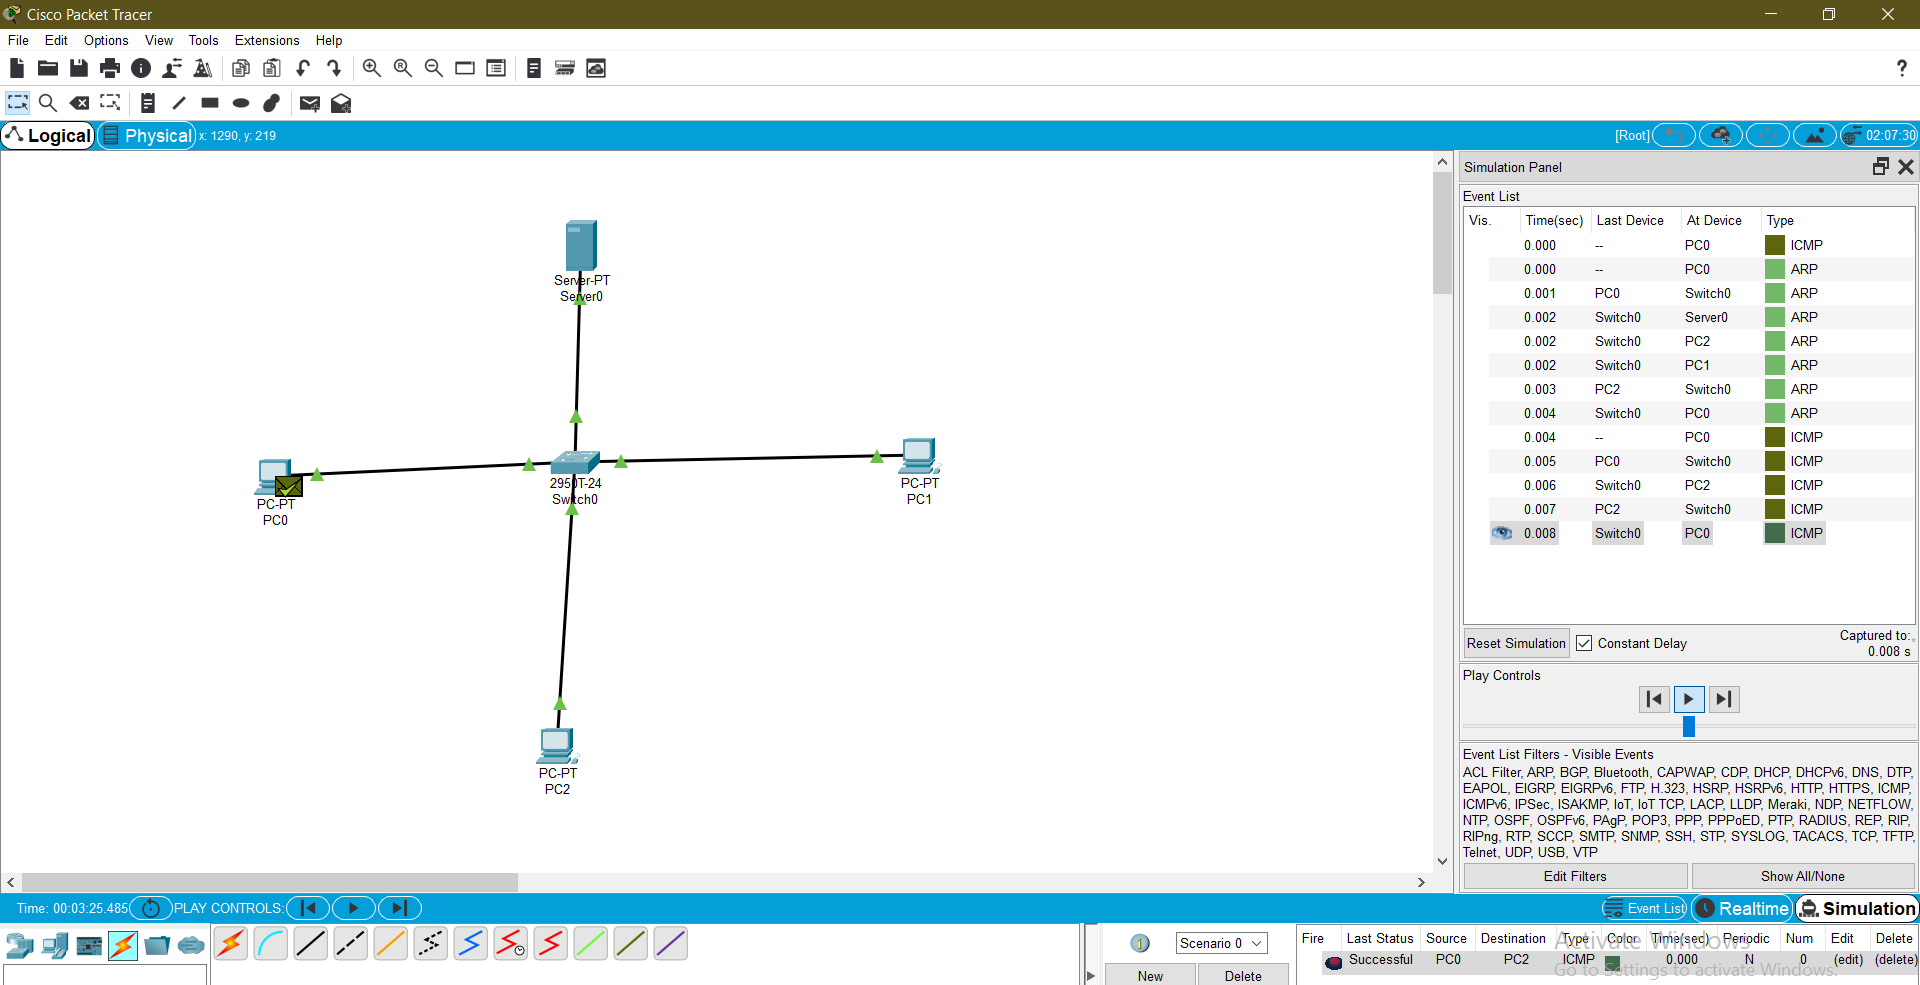 Cisco Packet Tracer
File Edit Options View Tools Extensions Help
?
Logical Physical x: 1290, y: 219 [Root] 02:07:30
Server-PT
Server0
PC-PT
PC0
2950T-24
Switch0
PC-PT
PC1
PC-PT
PC2
Simulation Panel
Event List
Vis. Time(sec) Last Device At Device Type
0.000 -- PC0 ICMP
0.000 -- PC0 ARP
0.001 PC0 Switch0 ARP
0.002 Switch0 Server0 ARP
0.002 Switch0 PC2 ARP
0.002 Switch0 PC1 ARP
0.003 PC2 Switch0 ARP
0.004 Switch0 PC0 ARP
0.004 -- PC0 ICMP
0.005 PC0 Switch0 ICMP
0.006 Switch0 PC2 ICMP
0.007 PC2 Switch0 ICMP
0.008 Switch0 PC0 ICMP
Reset Simulation Constant Delay Captured to:
0.008 s
Play Controls
Event List Filters - Visible Events
ACL Filter, ARP, BGP, Bluetooth, CAPWAP, CDP, DHCP, DHCPv6, DNS, DTP,
EAPOL, EIGRP, EIGRPv6, FTP, H.323, HSRP, HSRPv6, HTTP, HTTPS, ICMP,
ICMPv6, IPSec, ISAKMP, IoT, IoT TCP, LACP, LLDP, Meraki, NDP, NETFLOW,
NTP, OSPF, OSPFv6, PAgP, POP3, PPP, PPPoED, PTP, RADIUS, REP, RIP,
RIPng, RTP, SCCP, SMTP, SNMP, SSH, STP, SYSLOG, TACACS, TCP, TFTP,
Telnet, UDP, USB, VTP
Edit Filters Show All/None
Time: 00:03:25.485 PLAY CONTROLS: Event List Realtime Simulation
Scenario 0
New Delete
Fire Last Status Source Destination Type Color Time(sec) Periodic Num Edit Delete
Successful PC0 PC2 ICMP 0.000 N 0 (edit) (delete)
Activate Windows
Go to Settings to activate Windows.